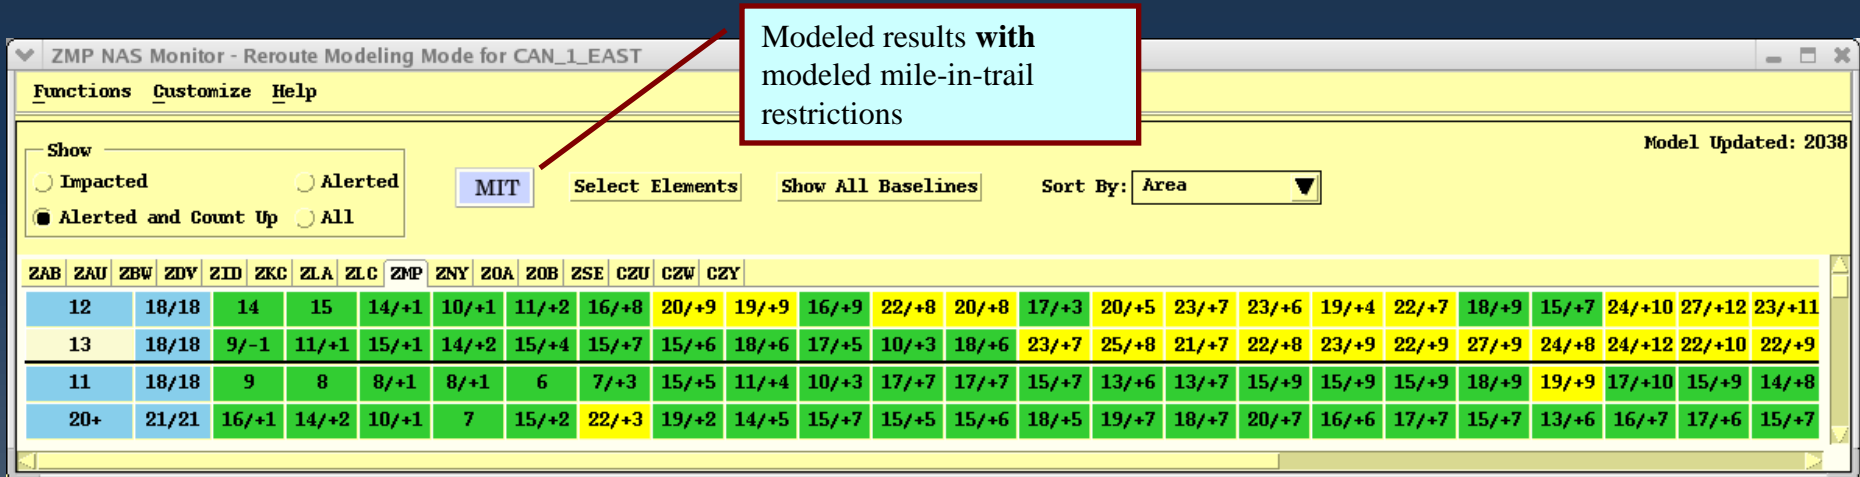 Modeled results with
modeled mile-in-trail
restrictions
ZMP NAS Monitor - Reroute Modeling Mode for CAN_1_EAST
Functions Customize Help
Model Updated: 2038
Show
Impacted Alerted
Alerted and Count Up All
MIT Select Elements Show All Baselines Sort By: Area
ZAB ZAU ZBW ZDV ZID ZKC ZLA ZLC ZMP ZNY ZOA ZOB ZSE CZU CZW CZY
12 18/18 14 15 14/+1 10/+1 11/+2 16/+8 20/+9 19/+9 16/+9 22/+8 20/+8 17/+3 20/+5 23/+7 23/+6 19/+4 22/+7 18/+9 15/+7 24/+10 27/+12 23/+11
13 18/18 9/-1 11/+1 15/+1 14/+2 15/+4 15/+7 15/+6 18/+6 17/+5 10/+3 18/+6 23/+7 25/+8 21/+7 22/+8 23/+9 22/+9 27/+9 24/+8 24/+12 22/+10 22/+9
11 18/18 9 8 8/+1 8/+1 6 7/+3 15/+5 11/+4 10/+3 17/+7 17/+7 15/+7 13/+6 13/+7 15/+9 15/+9 15/+9 18/+9 19/+9 17/+10 15/+9 14/+8
20+ 21/21 16/+1 14/+2 10/+1 7 15/+2 22/+3 19/+2 14/+5 15/+7 15/+5 15/+6 18/+5 19/+7 18/+7 20/+7 16/+6 17/+7 15/+7 13/+6 16/+7 17/+6 15/+7